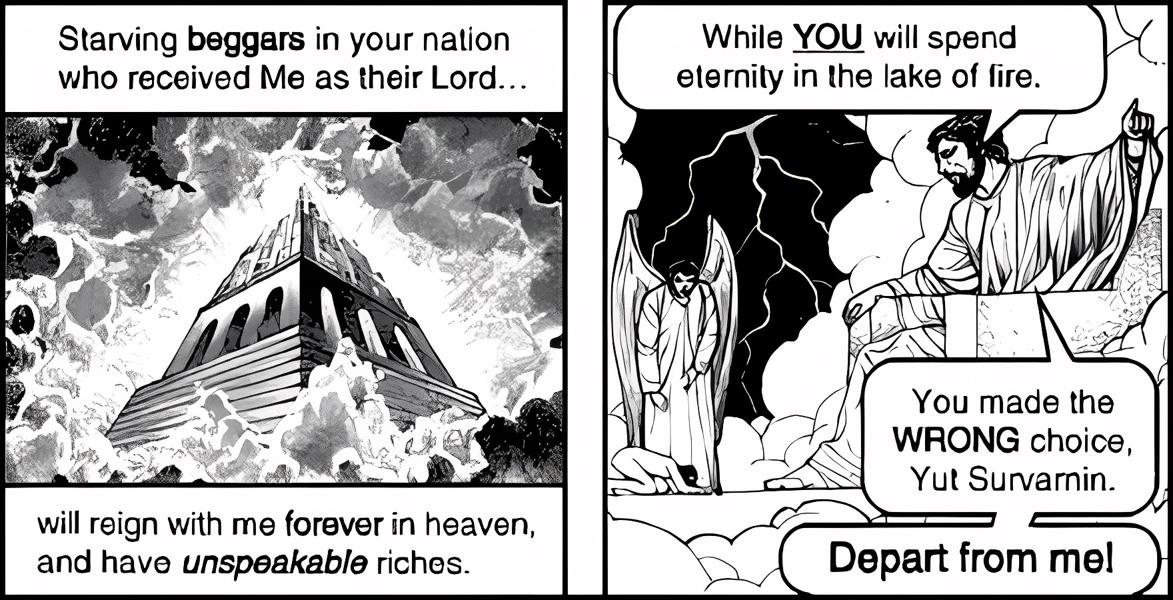 Starving beggars in your nation
who received Me as their Lord...
will reign with me forever in heaven,
and have unspeakable riches.
While YOU will spend
eternity in the lake of fire.
You made the
WRONG choice,
Yut Survarnin.
Depart from me!